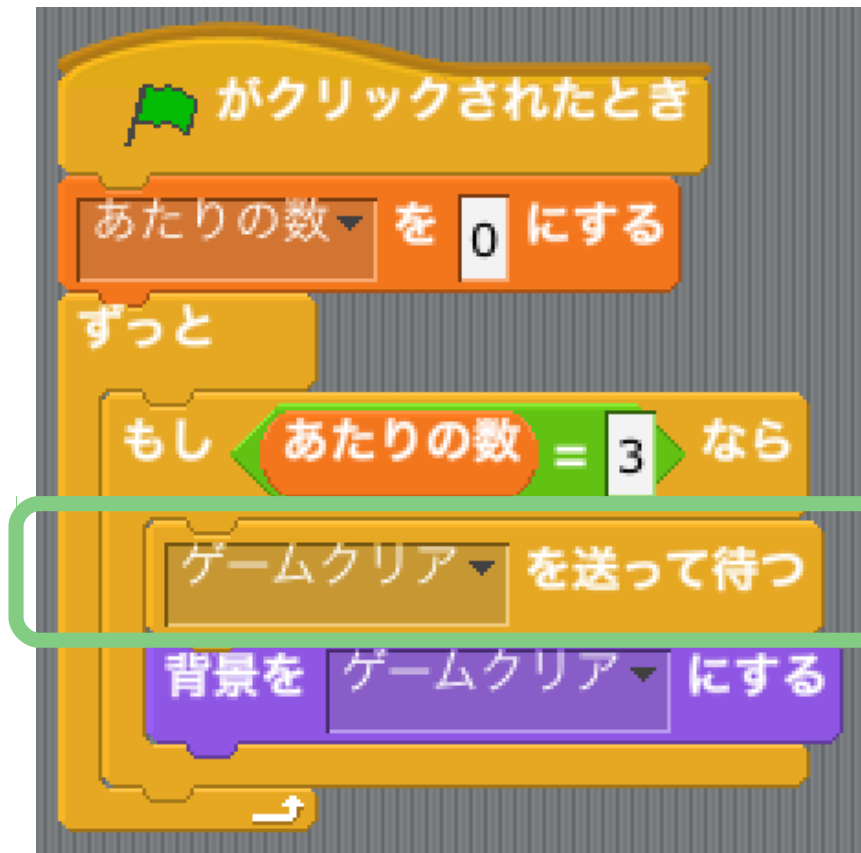 がクリックされたとき
あたりの数 を 0 にする
ずっと
もし あたりの数 = 3 なら
ゲームクリア を送って待つ
背景を ゲームクリア にする